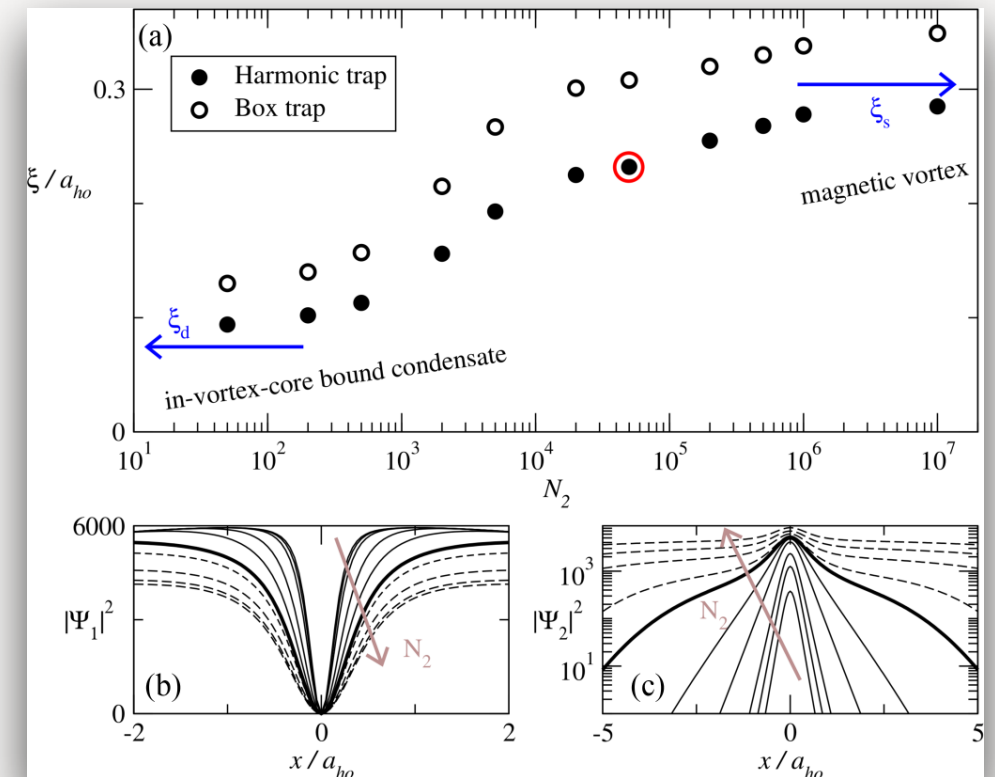 (a)
Harmonic trap
Box trap
0.3
ξ_s
ξ / a_ho
magnetic vortex
ξ_d
in-vortex-core bound condensate
0
10^1 10^2 10^3 10^4 10^5 10^6 10^7
N_2
6000
|Ψ_1|^2
N_2
(b)
0
-2 0 2
x / a_ho
10^3
|Ψ_2|^2
N_2
10^1
(c)
-5 0 5
x / a_ho